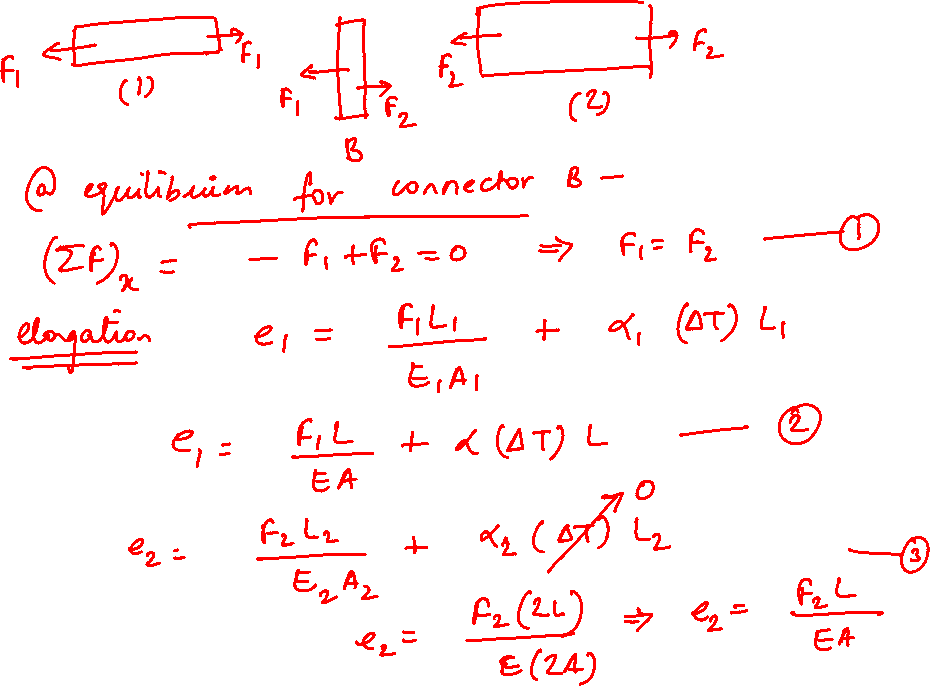 F₁ F₁ F₁ F₂ F₂ F₂
(1) B (2)
@ equilibrium for connector B –
(ΣF)ₓ = – F₁ + F₂ = 0 ⇒ F₁ = F₂ — ①
elongation e₁ = F₁L₁ / E₁A₁ + α₁ (ΔT) L₁
e₁ = F₁L / EA + α (ΔT) L — ②
e₂ = F₂L₂ / E₂A₂ + α₂ (ΔT) L₂ — ③
0
e₂ = F₂(2L) / E(2A) ⇒ e₂ = F₂L / EA